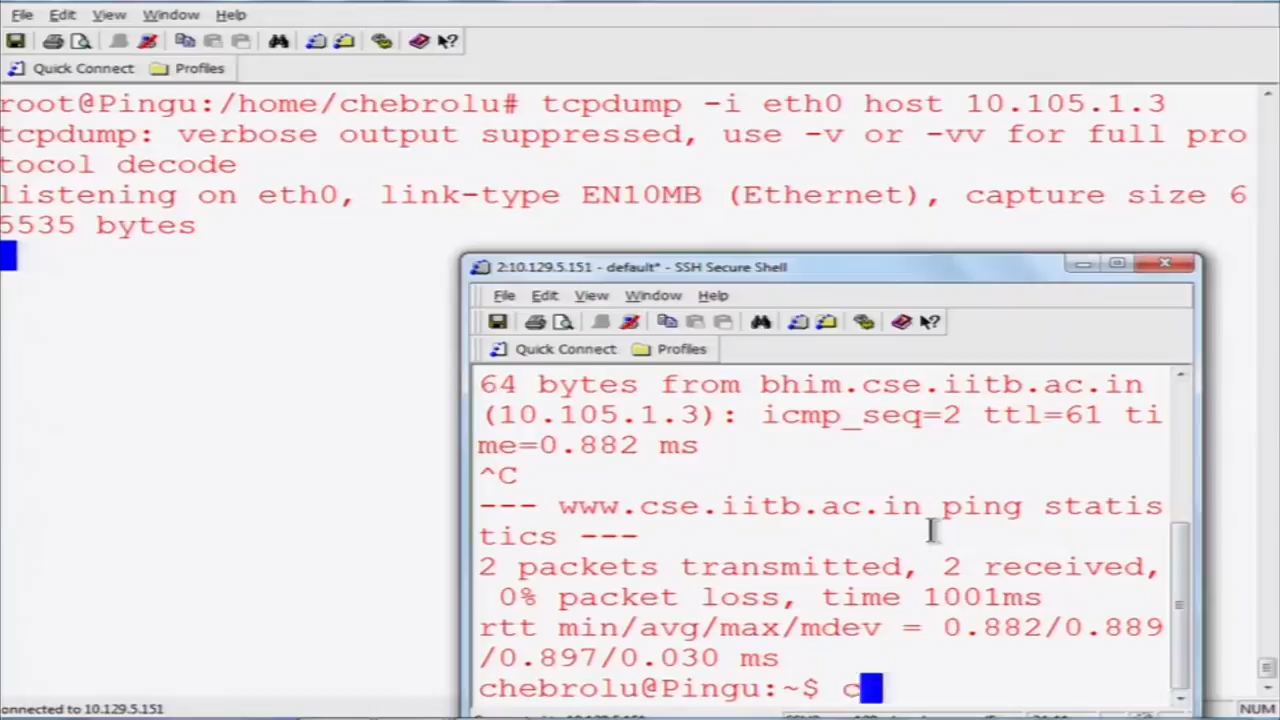 File Edit View Window Help
Quick Connect Profiles
root@Pingu:/home/chebrolu# tcpdump -i eth0 host 10.105.1.3
tcpdump: verbose output suppressed, use -v or -vv for full pro
tocol decode
listening on eth0, link-type EN10MB (Ethernet), capture size 6
5535 bytes
2:10.129.5.151 - default* - SSH Secure Shell
File Edit View Window Help
Quick Connect Profiles
64 bytes from bhim.cse.iitb.ac.in
(10.105.1.3): icmp_seq=2 ttl=61 ti
me=0.882 ms
^C
--- www.cse.iitb.ac.in ping statis
tics ---
2 packets transmitted, 2 received,
0% packet loss, time 1001ms
rtt min/avg/max/mdev = 0.882/0.889
/0.897/0.030 ms
chebrolu@Pingu:~$ c
onnected to 10.129.5.151
NUM